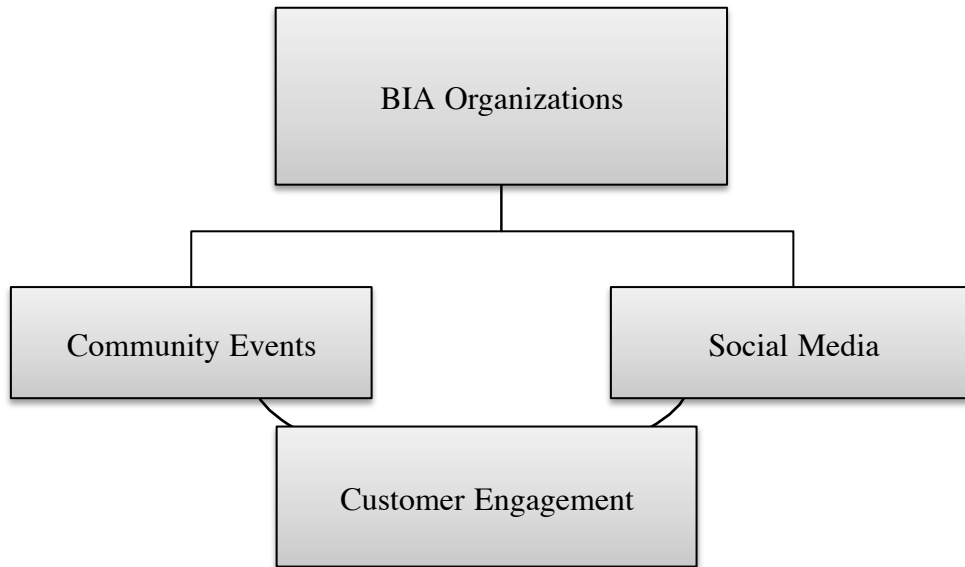 BIA Organizations
Community Events
Social Media
Customer Engagement